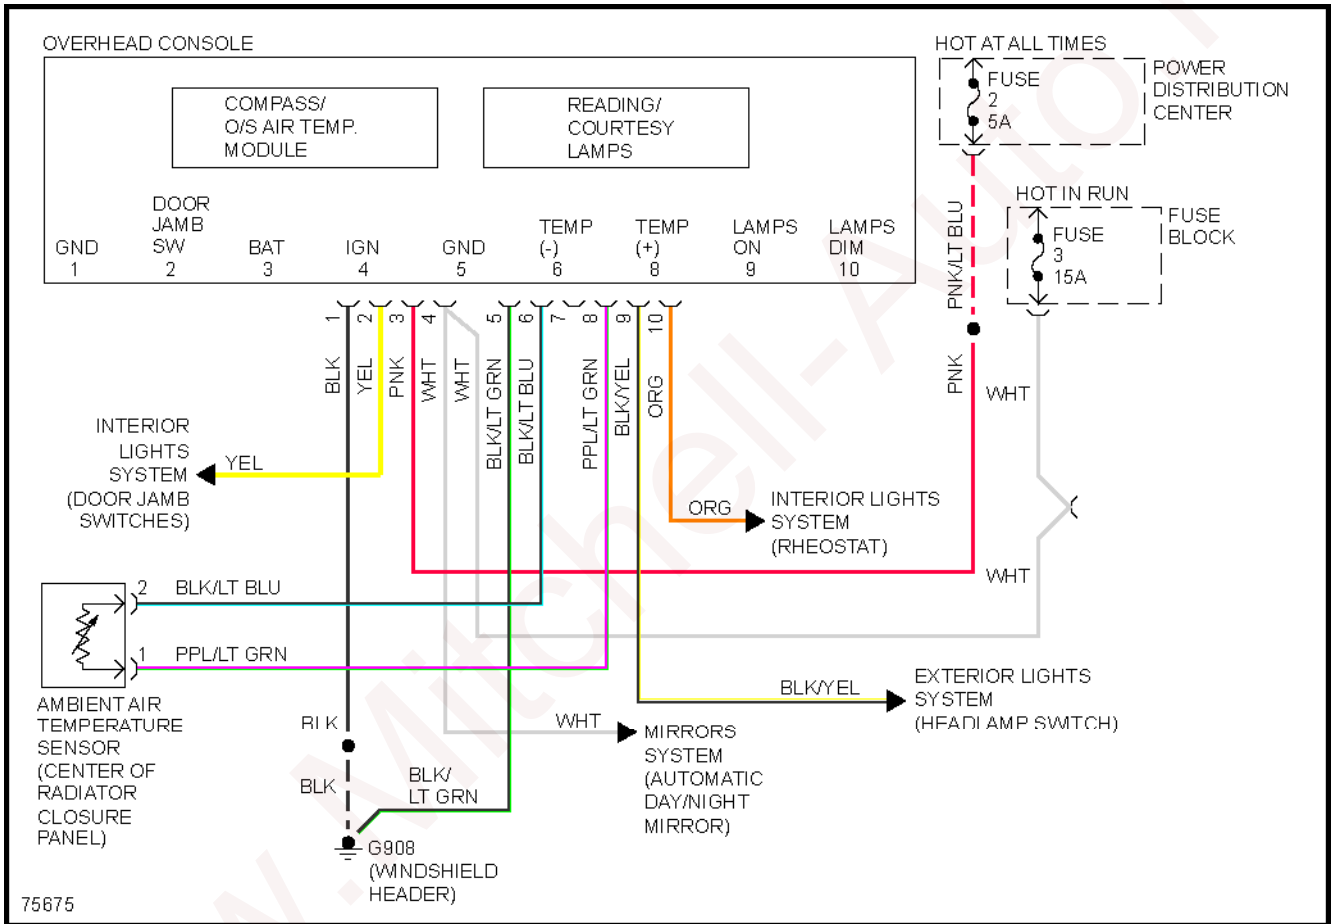 OVERHEAD CONSOLE
COMPASS/
O/S AIR TEMP.
MODULE
READING/
COURTESY
LAMPS
GND
1
DOOR
JAMB
SW
2
BAT
3
IGN
4
GND
5
TEMP
(-)
6
TEMP
(+)
8
LAMPS
ON
9
LAMPS
DIM
10
HOT AT ALL TIMES
FUSE
2
5A
POWER
DISTRIBUTION
CENTER
HOT IN RUN
FUSE
3
15A
FUSE
BLOCK
1
2
3
4
5
6
7
8
9
10
BLK
YEL
PNK
WHT
WHT
BLK/LT GRN
BLK/LT BLU
PPL/LT GRN
BLK/YEL
ORG
PNK/LT BLU
PNK
WHT
WHT
INTERIOR
LIGHTS
SYSTEM
(DOOR JAMB
SWITCHES)
YEL
ORG
INTERIOR LIGHTS
SYSTEM
(RHEOSTAT)
2
BLK/LT BLU
1
PPL/LT GRN
AMBIENT AIR
TEMPERATURE
SENSOR
(CENTER OF
RADIATOR
CLOSURE
PANEL)
BLK/YEL
EXTERIOR LIGHTS
SYSTEM
(HEADLAMP SWITCH)
WHT
MIRRORS
SYSTEM
(AUTOMATIC
DAY/NIGHT
MIRROR)
BLK
BLK
BLK/
LT GRN
G908
(WINDSHIELD
HEADER)
75675
w.Mitchell-Auto